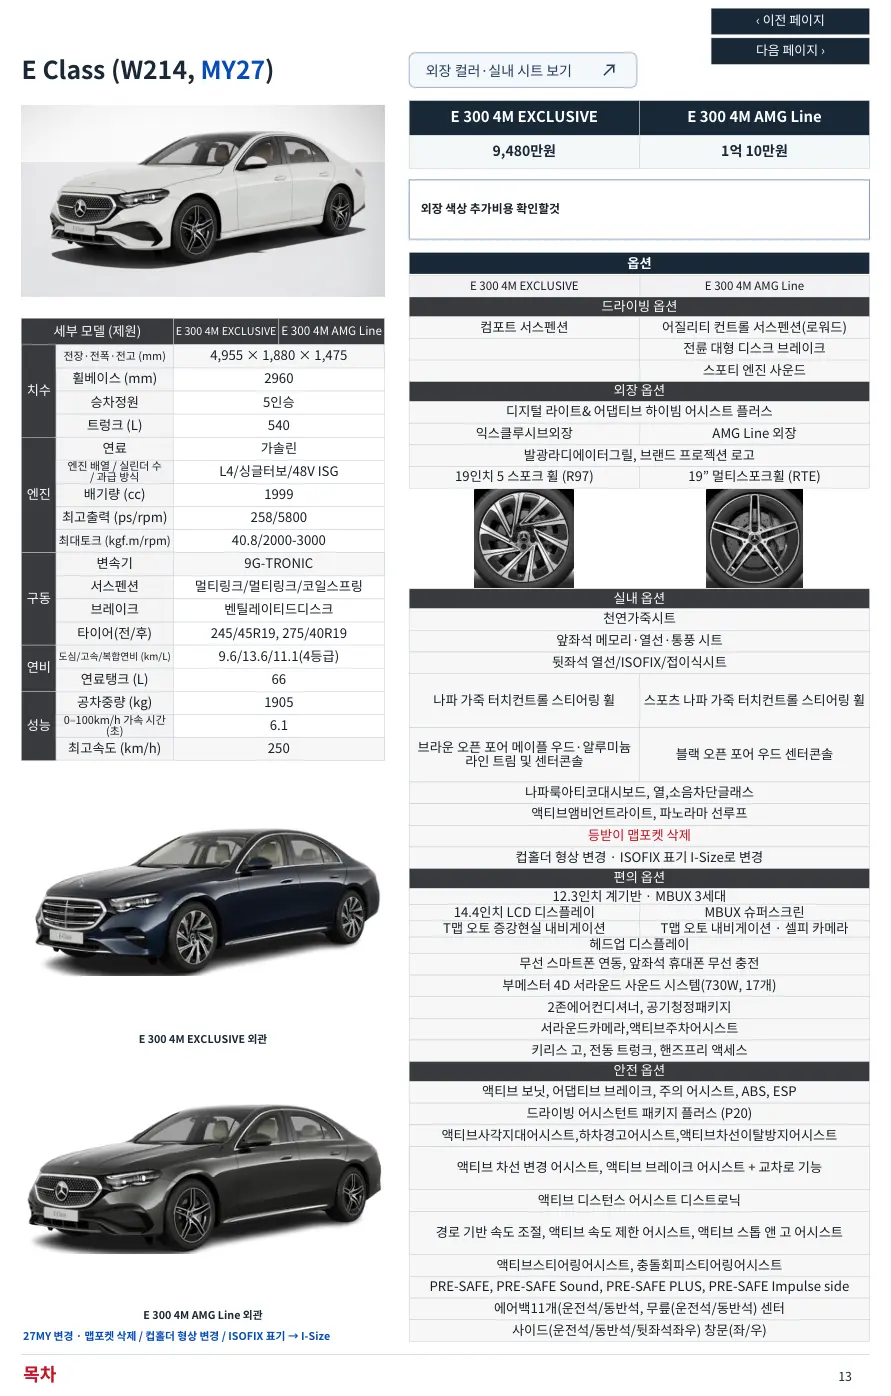 ‹ 이전 페이지
다음 페이지 ›
E Class (W214, MY27)
외장 컬러·실내 시트 보기
E 300 4M EXCLUSIVE E 300 4M AMG Line
9,480만원 1억 10만원
외장 색상 추가비용 확인할것
세부 모델 (제원) E 300 4M EXCLUSIVE E 300 4M AMG Line
치수
전장·전폭·전고 (mm) 4,955 × 1,880 × 1,475
휠베이스 (mm) 2960
승차정원 5인승
트렁크 (L) 540
엔진
연료 가솔린
엔진 배열 / 실린더 수
/ 과급 방식 L4/싱글터보/48V ISG
배기량 (cc) 1999
최고출력 (ps/rpm) 258/5800
최대토크 (kgf.m/rpm) 40.8/2000-3000
구동
변속기 9G-TRONIC
서스펜션 멀티링크/멀티링크/코일스프링
브레이크 벤틸레이티드디스크
타이어(전/후) 245/45R19, 275/40R19
연비
도심/고속/복합연비 (km/L) 9.6/13.6/11.1(4등급)
연료탱크 (L) 66
성능
공차중량 (kg) 1905
0–100km/h 가속 시간
(초) 6.1
최고속도 (km/h) 250
E 300 4M EXCLUSIVE 외관
E 300 4M AMG Line 외관
27MY 변경 · 맵포켓 삭제 / 컵홀더 형상 변경 / ISOFIX 표기 → I-Size
옵션
E 300 4M EXCLUSIVE E 300 4M AMG Line
드라이빙 옵션
컴포트 서스펜션 어질리티 컨트롤 서스펜션(로워드)
전륜 대형 디스크 브레이크
스포티 엔진 사운드
외장 옵션
디지털 라이트& 어댑티브 하이빔 어시스트 플러스
익스클루시브외장 AMG Line 외장
발광라디에이터그릴, 브랜드 프로젝션 로고
19인치 5 스포크 휠 (R97) 19” 멀티스포크휠 (RTE)
실내 옵션
천연가죽시트
앞좌석 메모리·열선·통풍 시트
뒷좌석 열선/ISOFIX/접이식시트
나파 가죽 터치컨트롤 스티어링 휠 스포츠 나파 가죽 터치컨트롤 스티어링 휠
브라운 오픈 포어 메이플 우드·알루미늄
라인 트림 및 센터콘솔 블랙 오픈 포어 우드 센터콘솔
나파룩아티코대시보드, 열,소음차단글래스
액티브앰비언트라이트, 파노라마 선루프
등받이 맵포켓 삭제
컵홀더 형상 변경 · ISOFIX 표기 I-Size로 변경
편의 옵션
12.3인치 계기반 · MBUX 3세대
14.4인치 LCD 디스플레이 MBUX 슈퍼스크린
T맵 오토 증강현실 내비게이션 T맵 오토 내비게이션 · 셀피 카메라
헤드업 디스플레이
무선 스마트폰 연동, 앞좌석 휴대폰 무선 충전
부메스터 4D 서라운드 사운드 시스템(730W, 17개)
2존에어컨디셔너, 공기청정패키지
서라운드카메라,액티브주차어시스트
키리스 고, 전동 트렁크, 핸즈프리 액세스
안전 옵션
액티브 보닛, 어댑티브 브레이크, 주의 어시스트, ABS, ESP
드라이빙 어시스턴트 패키지 플러스 (P20)
액티브사각지대어시스트,하차경고어시스트,액티브차선이탈방지어시스트
액티브 차선 변경 어시스트, 액티브 브레이크 어시스트 + 교차로 기능
액티브 디스턴스 어시스트 디스트로닉
경로 기반 속도 조절, 액티브 속도 제한 어시스트, 액티브 스톱 앤 고 어시스트
액티브스티어링어시스트, 충돌회피스티어링어시스트
PRE-SAFE, PRE-SAFE Sound, PRE-SAFE PLUS, PRE-SAFE Impulse side
에어백11개(운전석/동반석, 무릎(운전석/동반석) 센터
사이드(운전석/동반석/뒷좌석좌우) 창문(좌/우)
목차
13